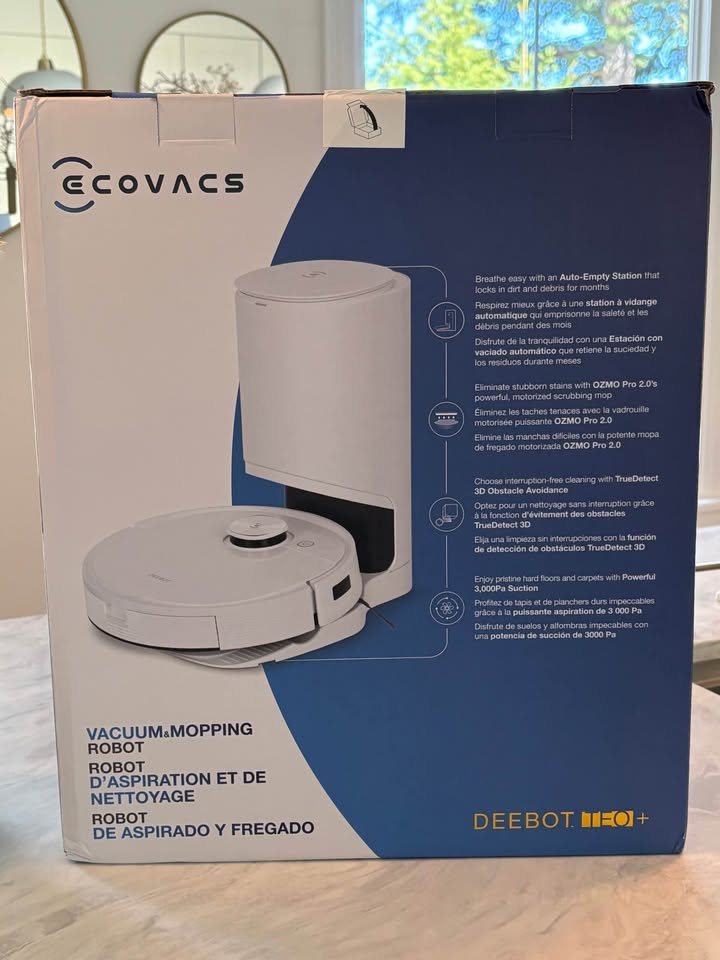 ECOVACS
Breathe easy with an Auto-Empty Station that
locks in dirt and debris for months
Respirez mieux grâce à une station à vidange
automatique qui emprisonne la saleté et les
débris pendant des mois
Disfrute de la tranquilidad con una Estación con
vaciado automático que retiene la suciedad y
los residuos durante meses
Eliminate stubborn stains with OZMO Pro 2.0's
powerful, motorized scrubbing mop
Éliminez les taches tenaces avec la vadrouille
motorisée puissante OZMO Pro 2.0
Elimine las manchas difíciles con la potente mopa
de fregado motorizada OZMO Pro 2.0
Choose interruption-free cleaning with TrueDetect
3D Obstacle Avoidance
Optez pour un nettoyage sans interruption grâce
à la fonction d'évitement des obstacles
TrueDetect 3D
Elija una limpieza sin interrupciones con la función
de detección de obstáculos TrueDetect 3D
Enjoy pristine hard floors and carpets with Powerful
3,000Pa Suction
Profitez de tapis et de planchers durs impeccables
grâce à la puissante aspiration de 3 000 Pa
Disfrute de suelos y alfombras impecables con
una potencia de succión de 3000 Pa
DEEBOT
VACUUM&MOPPING
ROBOT
ROBOT
D'ASPIRATION ET DE
NETTOYAGE
ROBOT
DE ASPIRADO Y FREGADO
DEEBOT TEO+